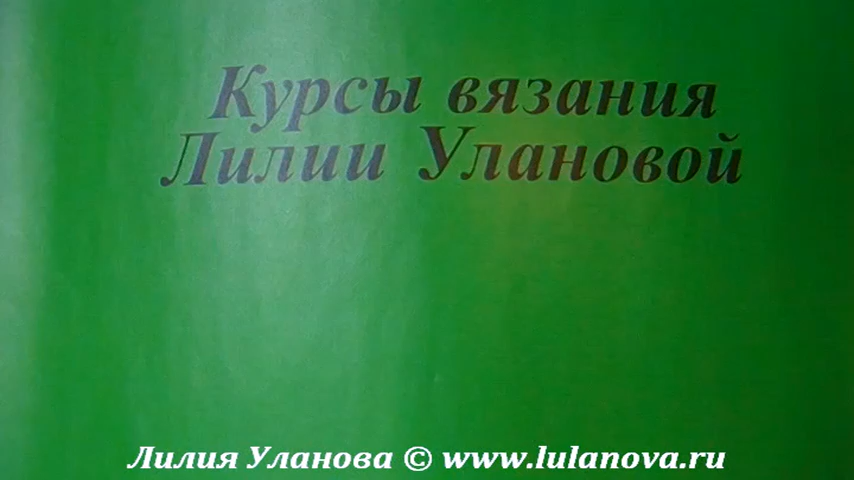 Курсы вязания
Лилии Улановой
Лилия Уланова © www.lulanova.ru